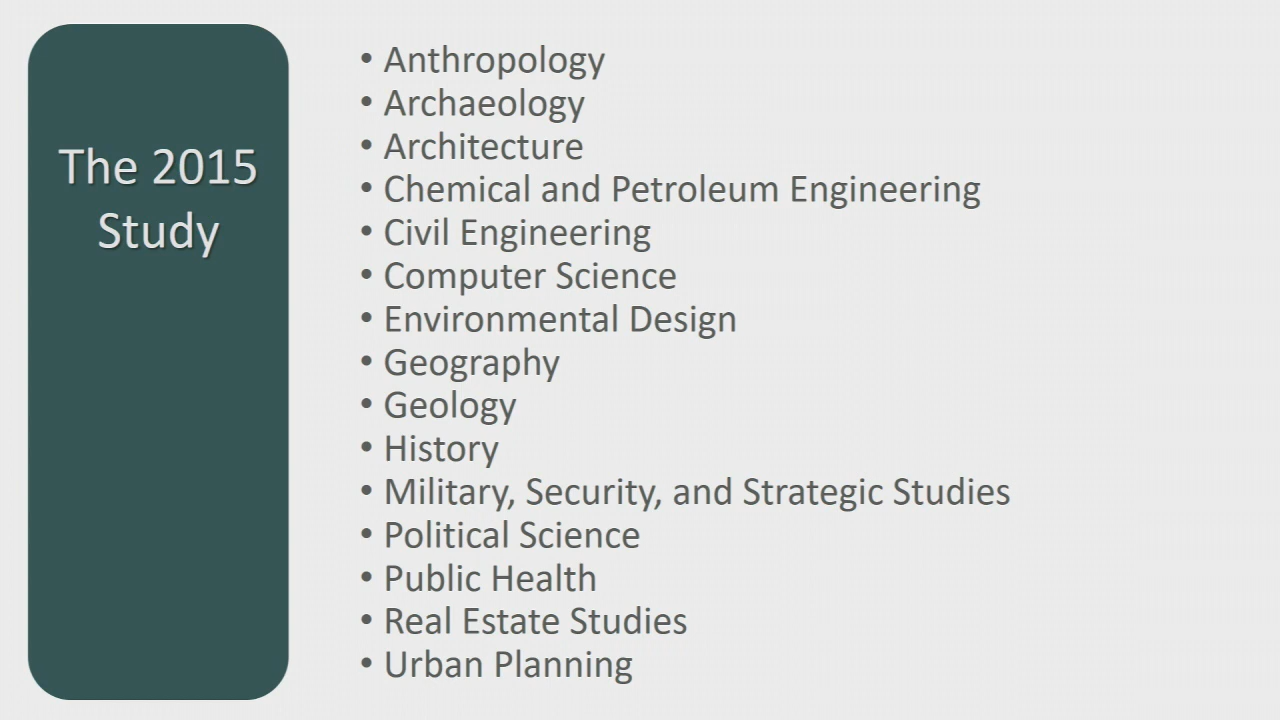 The 2015
Study
• Anthropology
• Archaeology
• Architecture
• Chemical and Petroleum Engineering
• Civil Engineering
• Computer Science
• Environmental Design
• Geography
• Geology
• History
• Military, Security, and Strategic Studies
• Political Science
• Public Health
• Real Estate Studies
• Urban Planning